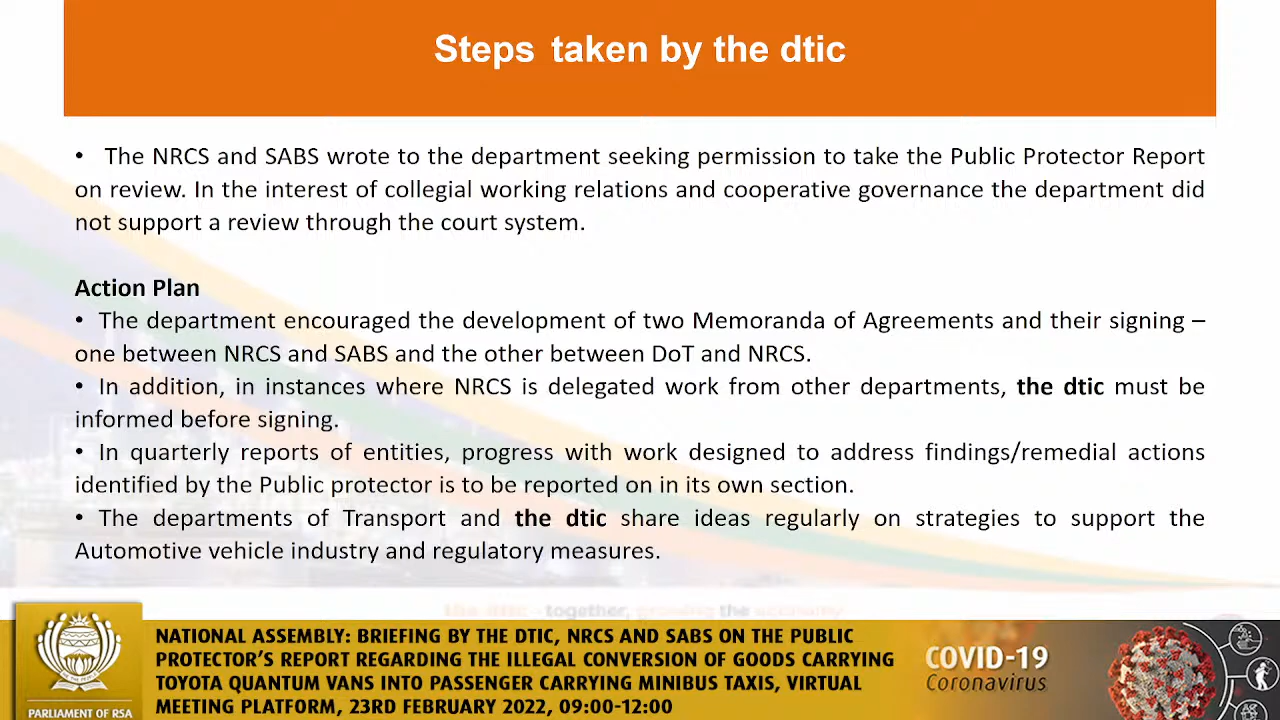 Steps taken by the dtic
• The NRCS and SABS wrote to the department seeking permission to take the Public Protector Report
on review. In the interest of collegial working relations and cooperative governance the department did
not support a review through the court system.
Action Plan
• The department encouraged the development of two Memoranda of Agreements and their signing –
one between NRCS and SABS and the other between DoT and NRCS.
• In addition, in instances where NRCS is delegated work from other departments, the dtic must be
informed before signing.
• In quarterly reports of entities, progress with work designed to address findings/remedial actions
identified by the Public protector is to be reported on in its own section.
• The departments of Transport and the dtic share ideas regularly on strategies to support the
Automotive vehicle industry and regulatory measures.
the dtic - together, growing the economy
NATIONAL ASSEMBLY: BRIEFING BY THE DTIC, NRCS AND SABS ON THE PUBLIC
PROTECTOR'S REPORT REGARDING THE ILLEGAL CONVERSION OF GOODS CARRYING
TOYOTA QUANTUM VANS INTO PASSENGER CARRYING MINIBUS TAXIS, VIRTUAL
MEETING PLATFORM, 23RD FEBRUARY 2022, 09:00-12:00
PARLIAMENT OF RSA
COVID-19
Coronavirus